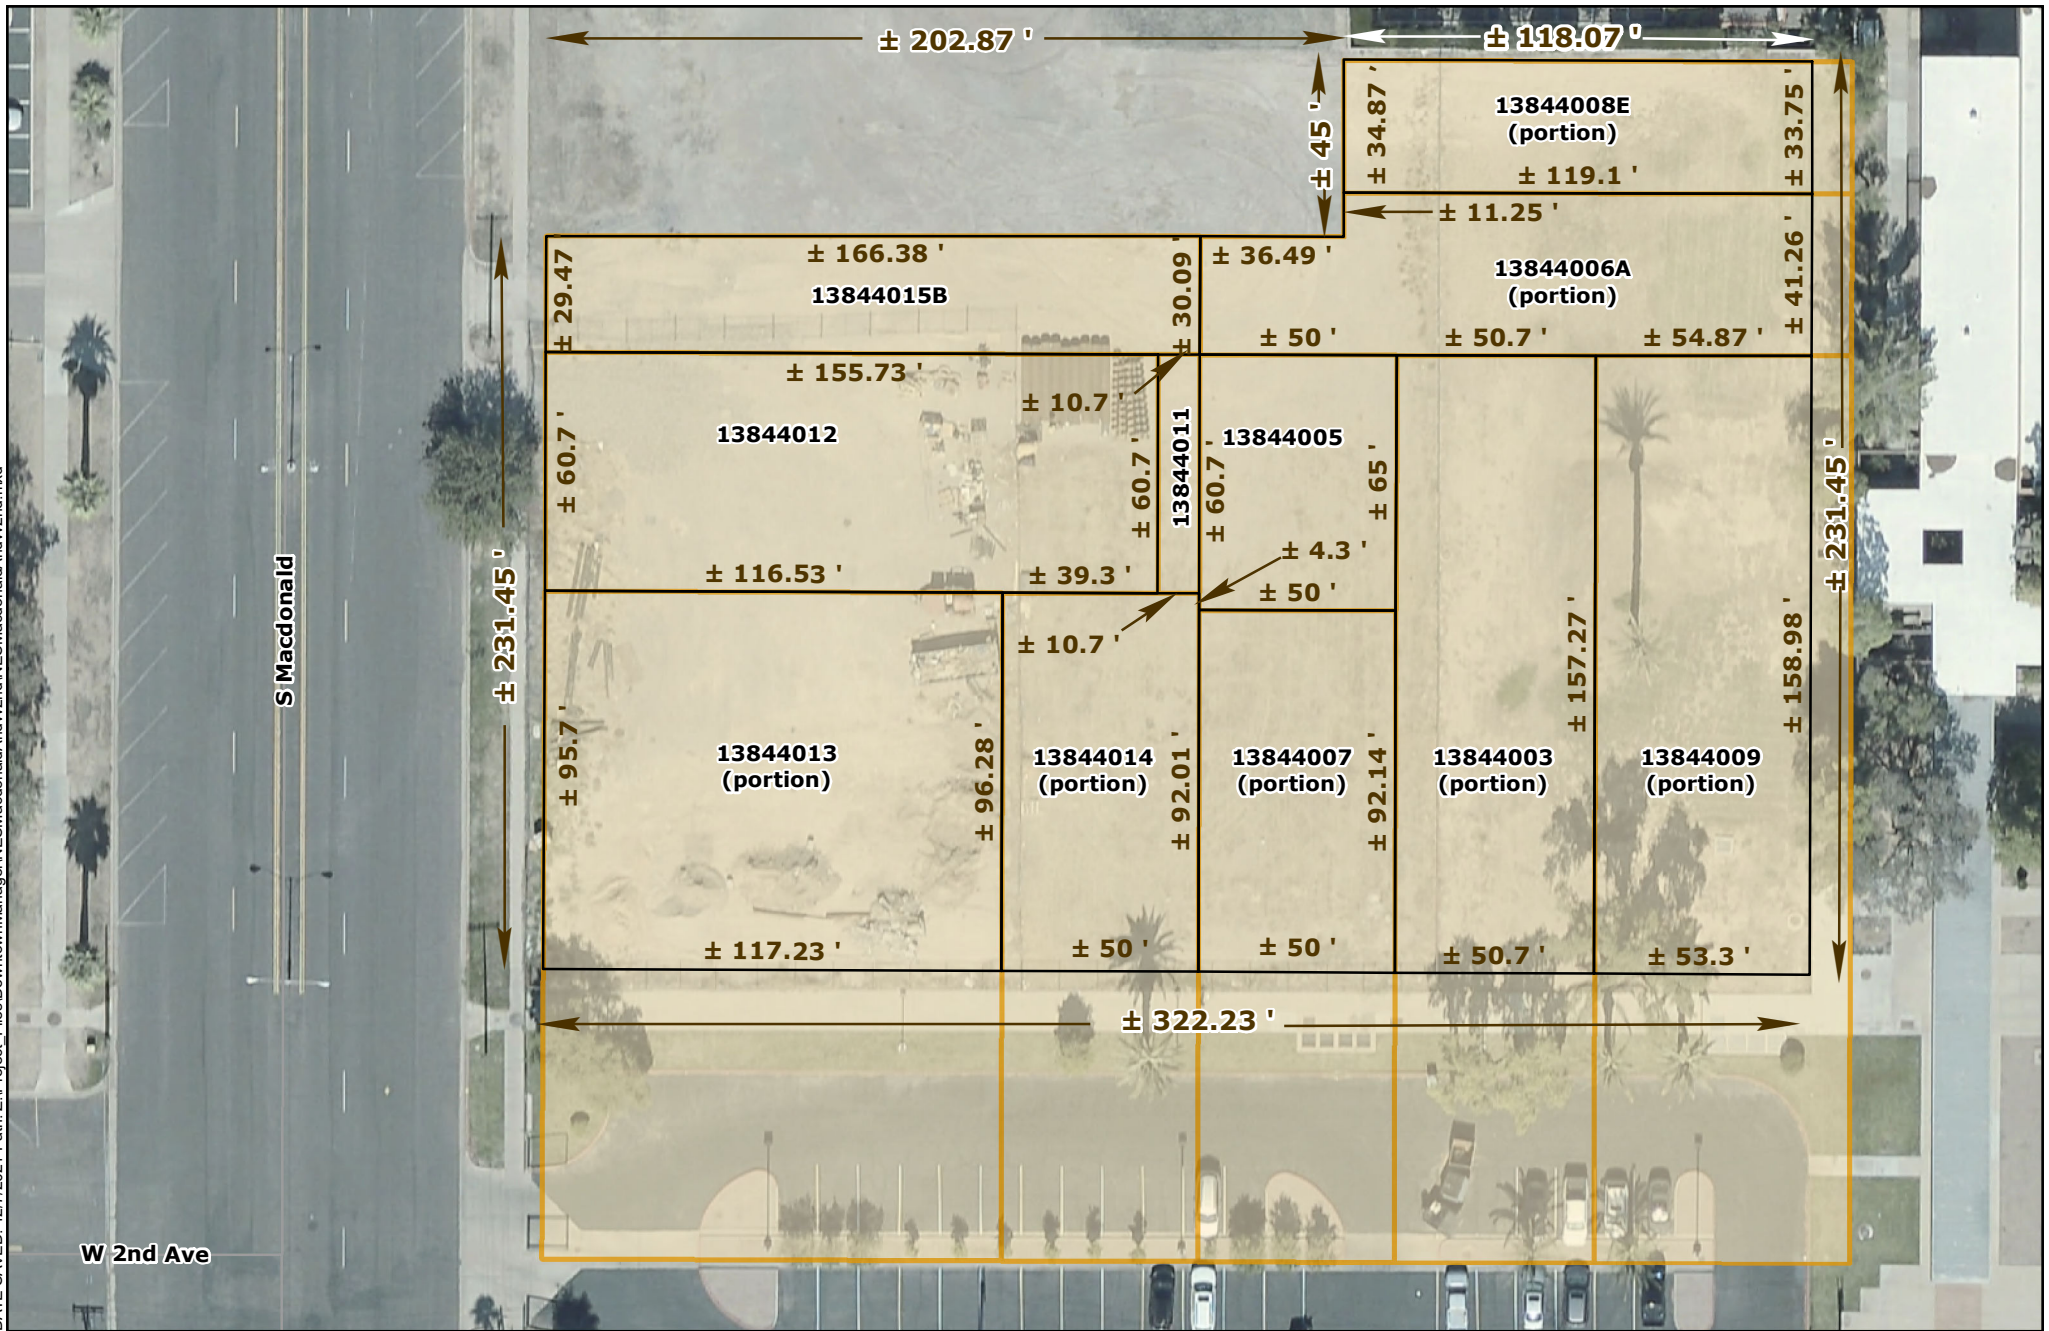 ± 202.87 '
± 118.07 '
± 45 '
± 34.87 '
13844008E
(portion)
± 33.75 '
± 119.1 '
± 11.25 '
± 29.47 '
± 166.38 '
13844015B
± 30.09 '
± 36.49 '
13844006A
(portion)
± 41.26 '
± 50 '
± 50.7 '
± 54.87 '
± 155.73 '
± 10.7 '
13844012
± 60.7 '
± 60.7 '
13844011
± 60.7 '
13844005
± 65 '
± 231.45 '
± 231.45 '
± 4.3 '
± 116.53 '
± 39.3 '
± 50 '
± 10.7 '
S Macdonald
± 157.27 '
± 158.98 '
± 95.7 '
13844013
(portion)
± 96.28 '
13844014
(portion)
± 92.01 '
13844007
(portion)
± 92.14 '
13844003
(portion)
13844009
(portion)
± 117.23 '
± 50 '
± 50 '
± 50.7 '
± 53.3 '
± 322.23 '
W 2nd Ave